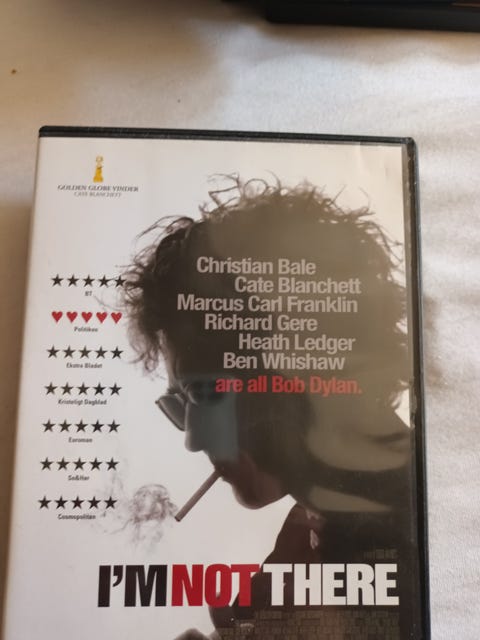 GOLDEN GLOBE VINDER
CATE BLANCHETT
Christian Bale
Cate Blanchett
Marcus Carl Franklin
Richard Gere
Heath Ledger
Ben Whishaw
are all Bob Dylan.
BT
Politiken
Ekstra Bladet
Kristeligt Dagblad
Euroman
Go&Hør
Cosmopolitan
I'M NOT THERE